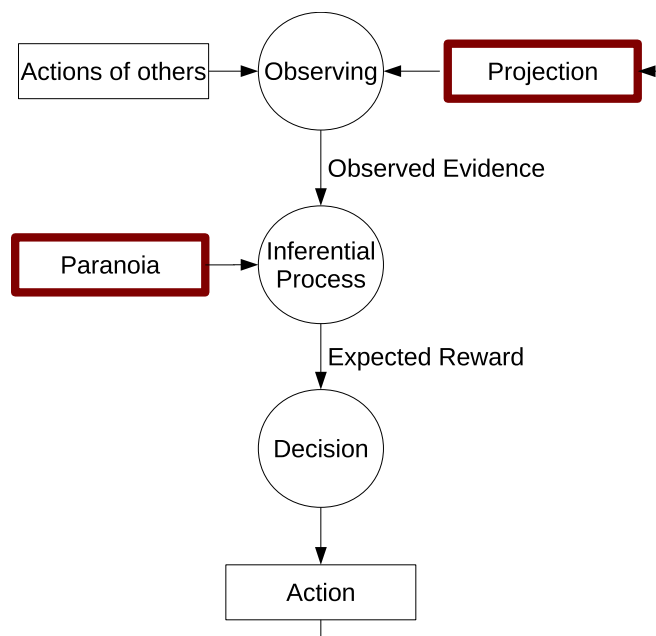 Actions of others
Observing
Projection
Observed Evidence
Paranoia
Inferential
Process
Expected Reward
Decision
Action